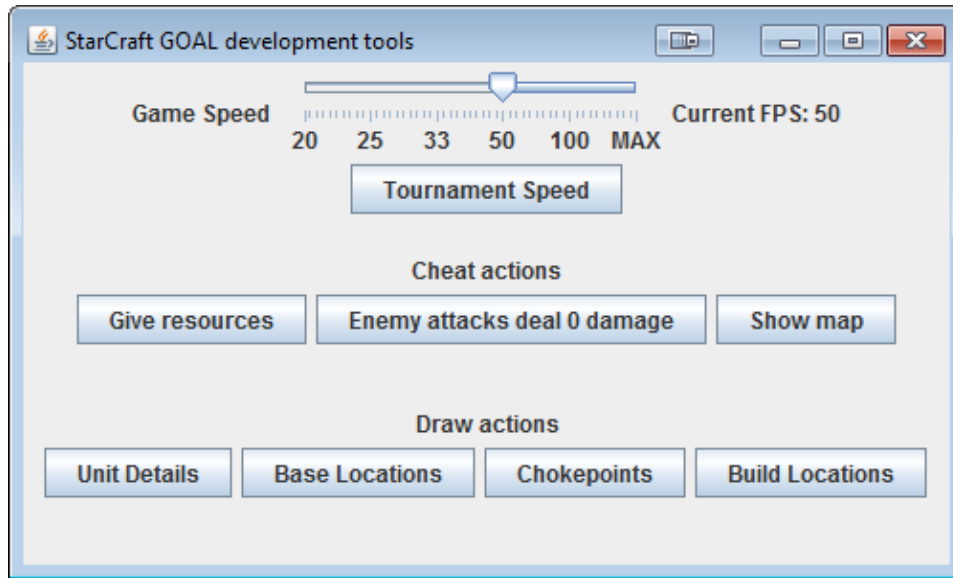 StarCraft GOAL development tools
Game Speed
20 25 33 50 100 MAX
Current FPS: 50
Tournament Speed
Cheat actions
Give resources Enemy attacks deal 0 damage Show map
Draw actions
Unit Details Base Locations Chokepoints Build Locations